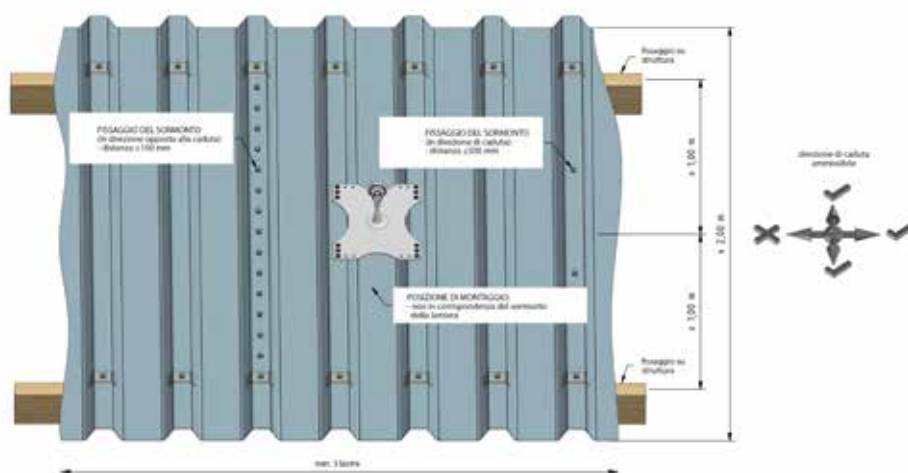 fissaggio su
struttura
FISSAGGIO DEL SORMONTO
(in direzione opposta alla caduta)
- distanza ≤100 mm
FISSAGGIO DEL SORMONTO
(in direzione di caduta)
- distanza ≤500 mm
≥ 1,00 m
≥ 2,00 m
direzione di caduta
ammissibile
POSIZIONE DI MONTAGGIO:
- non in corrispondenza del sormonto
della lamiera
≥ 1,00 m
fissaggio su
struttura
min. 3 lastre